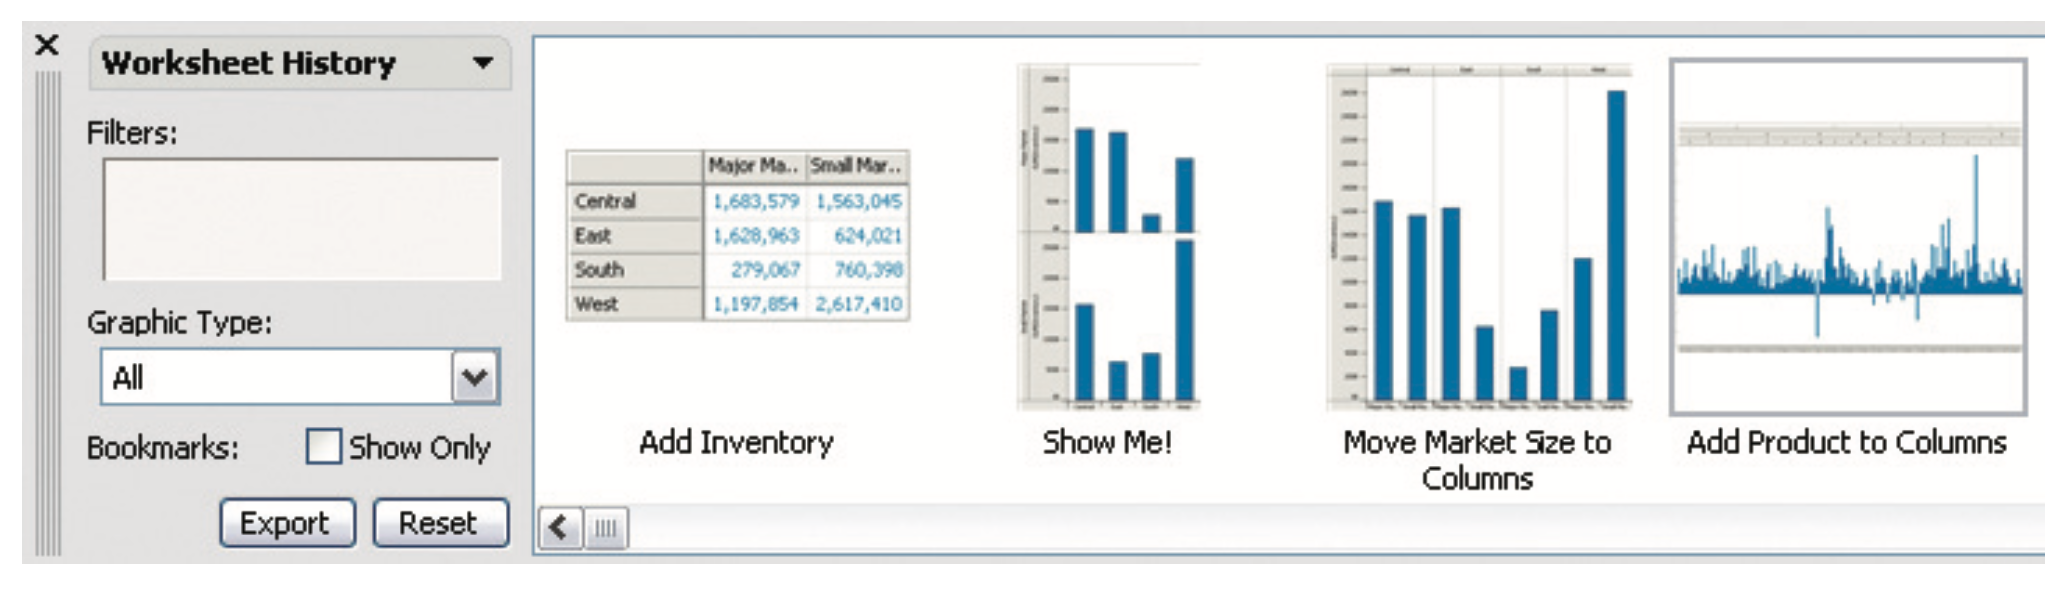 Worksheet History
Filters:
Graphic Type:
All
Bookmarks: Show Only
Export Reset
Major Ma.. Small Mar..
Central 1,683,579 1,563,045
East 1,628,963 624,021
South 279,067 760,398
West 1,197,854 2,617,410
Add Inventory
Show Me!
Move Market Size to
Columns
Add Product to Columns